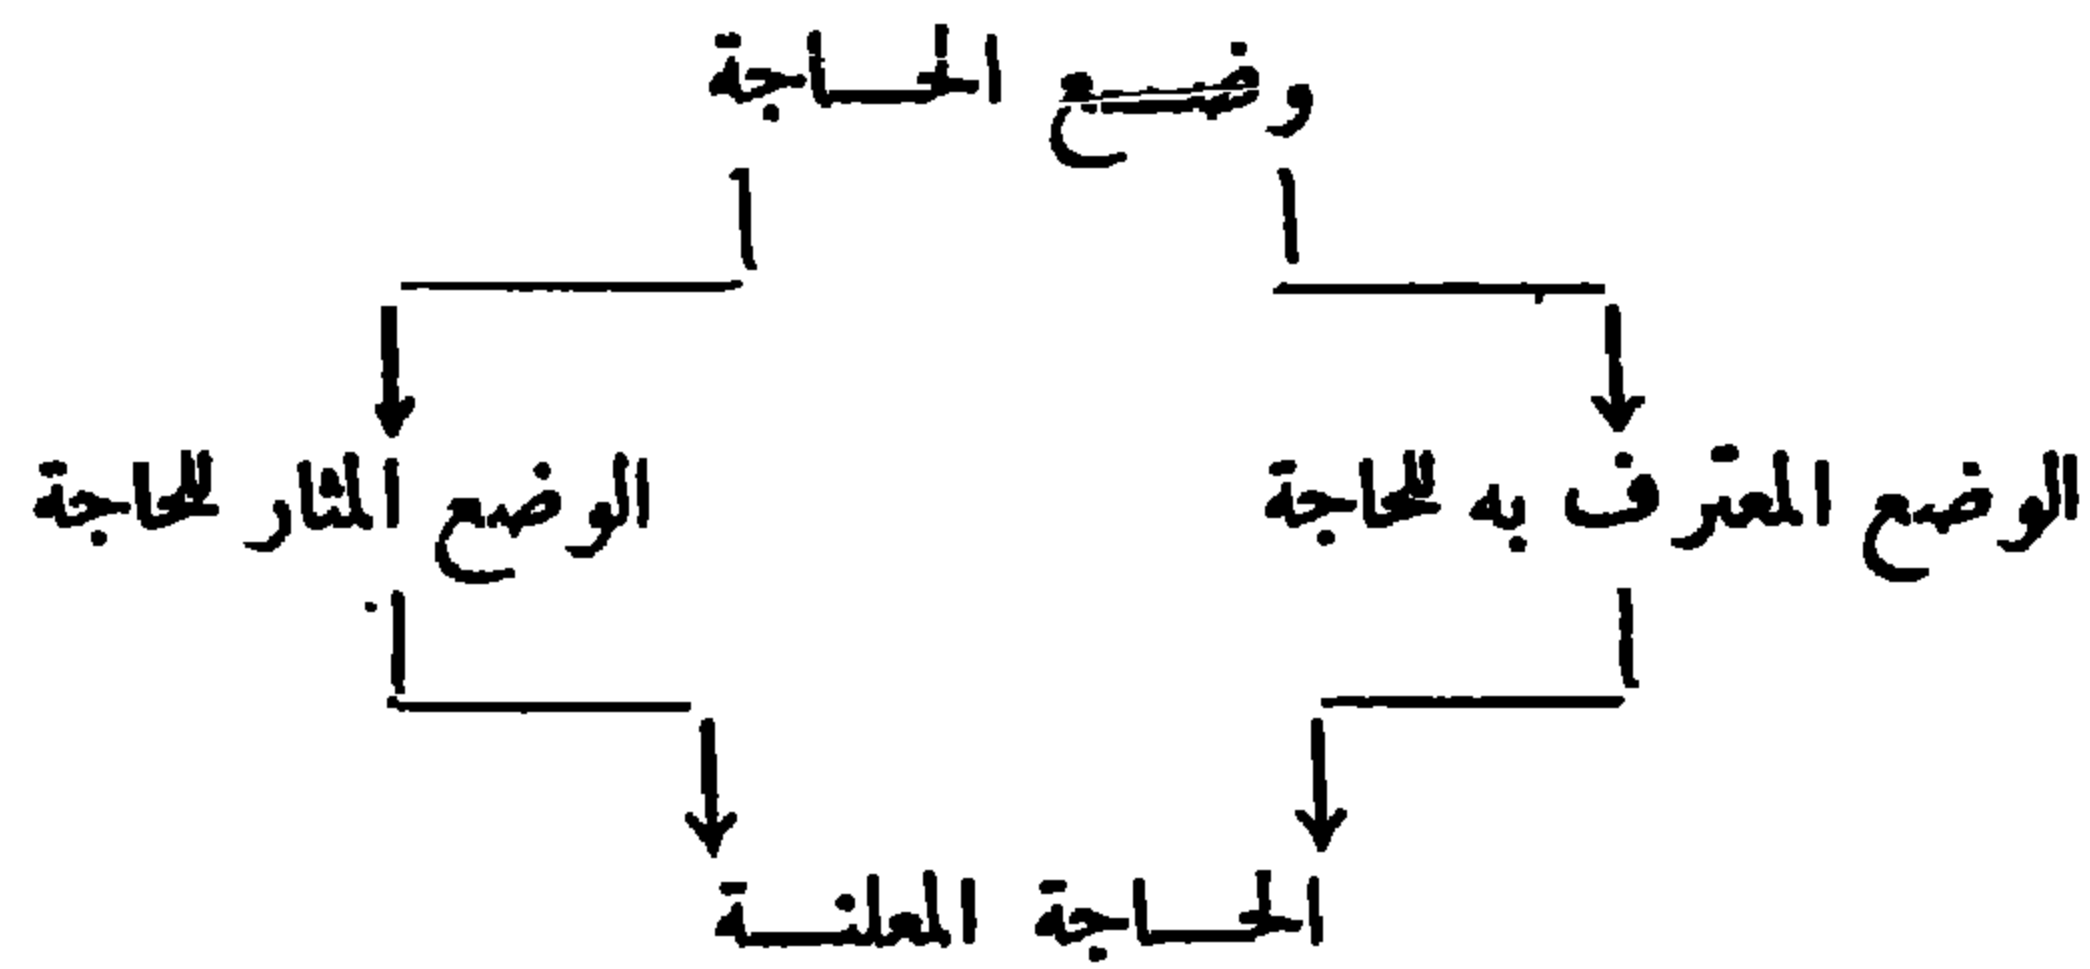 وضع الحاجة
الوضع المعترف به للحاجة
الوضع المثار للحاجة
الحاجة المعلنة